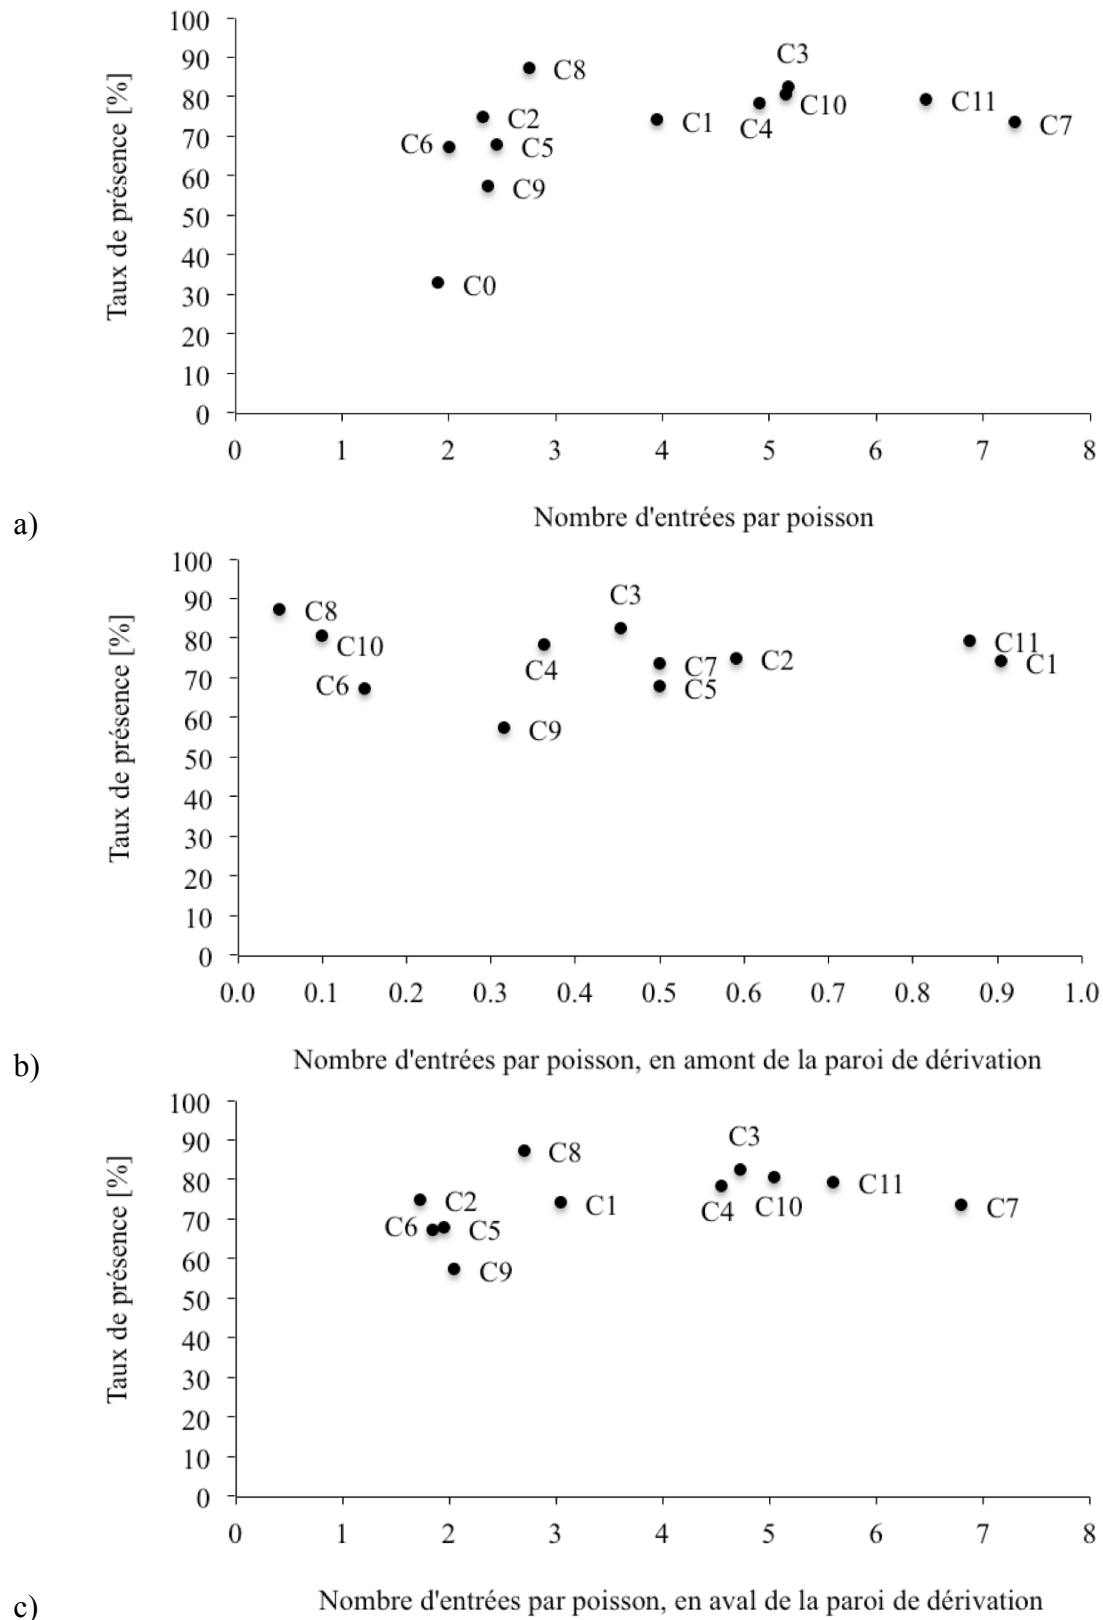 100
90
80
70
60
50
40
30
20
10
0
Taux de présence [%]
C8
C3
C2
C6
C5
C9
C0
C1
C4
C10
C11
C7
0 1 2 3 4 5 6 7 8
a)
Nombre d'entrées par poisson
100
90
80
70
60
50
40
30
20
10
0
Taux de présence [%]
C8
C10
C6
C3
C4
C9
C7
C5
C2
C11
C1
0.0 0.1 0.2 0.3 0.4 0.5 0.6 0.7 0.8 0.9 1.0
b)
Nombre d'entrées par poisson, en amont de la paroi de dérivation
100
90
80
70
60
50
40
30
20
10
0
Taux de présence [%]
C8
C3
C2
C6
C5
C9
C1
C4
C10
C11
C7
0 1 2 3 4 5 6 7 8
c)
Nombre d'entrées par poisson, en aval de la paroi de dérivation